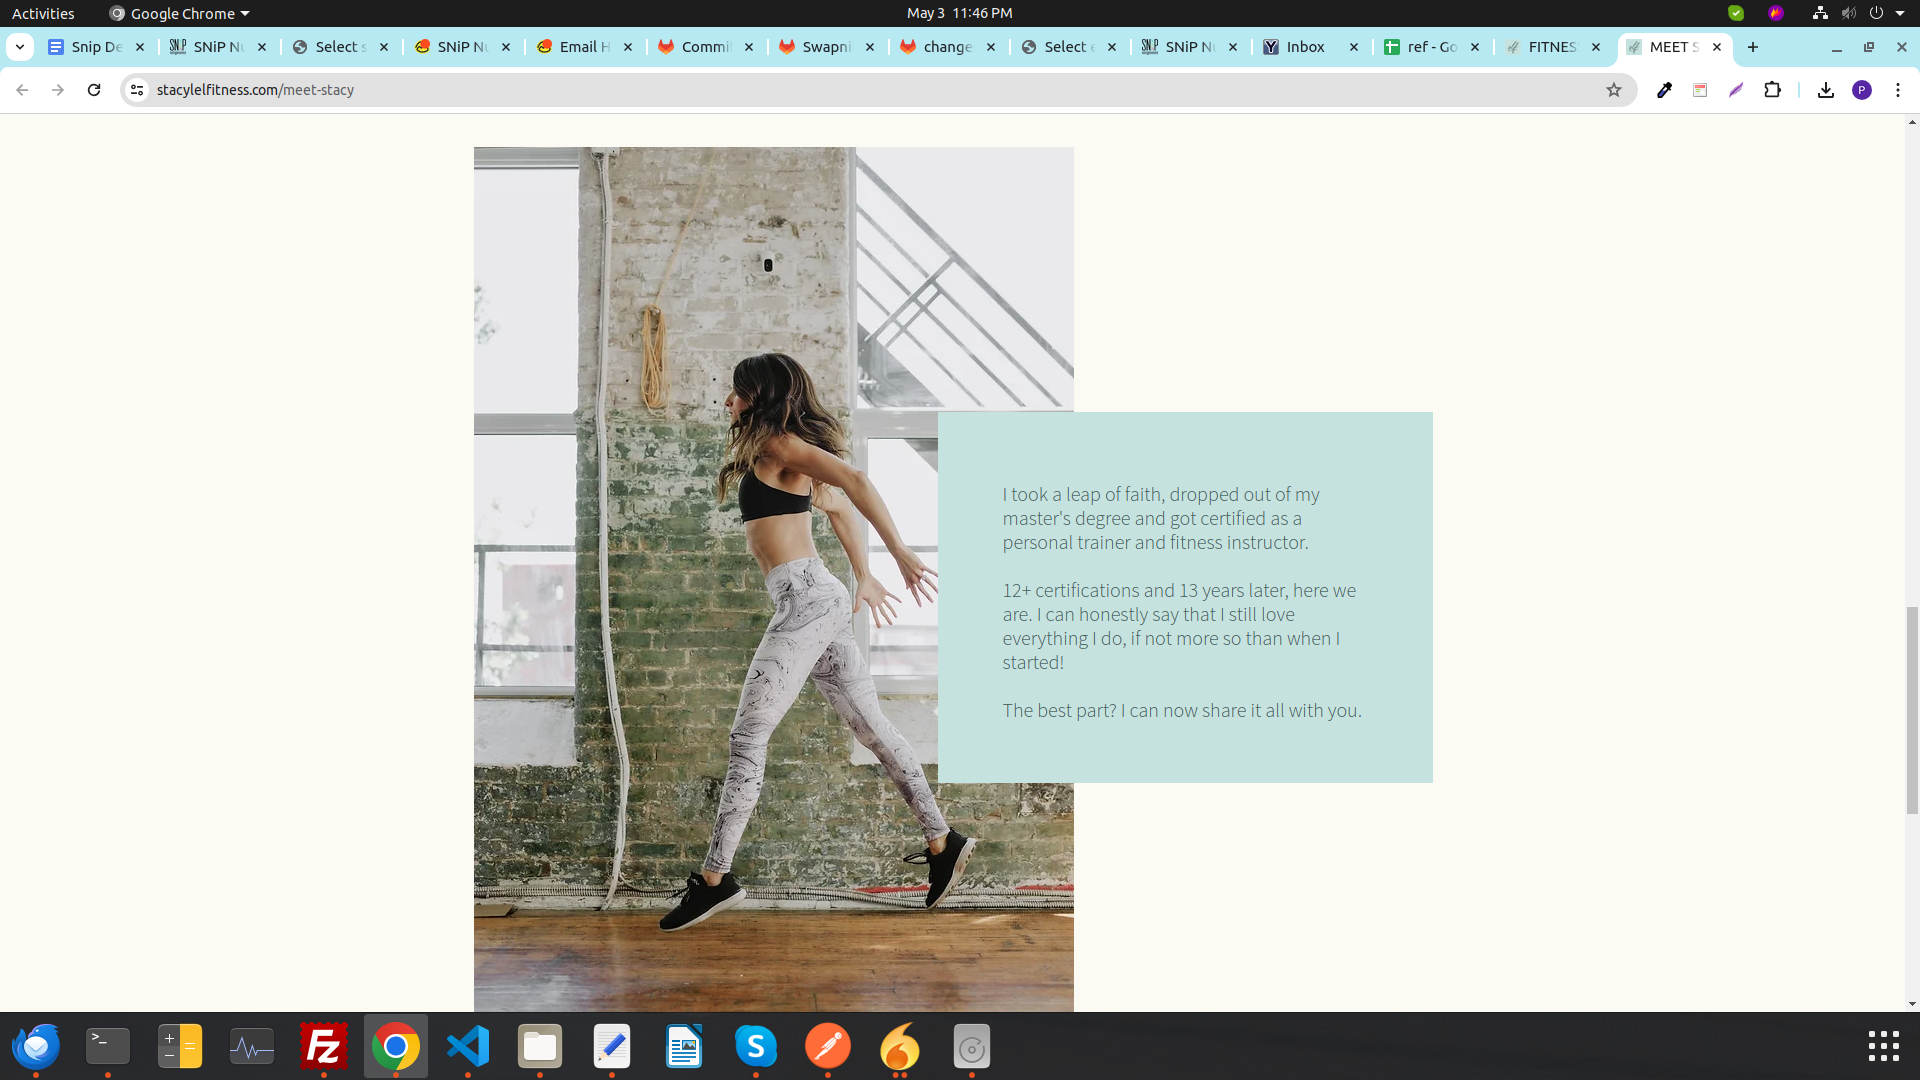 Activities
Google Chrome
May 3 11:46 PM
Snip De
SNiP Nu
Select s
SNiP Nu
Email H
Commi
Swapni
change
Select e
SNiP Nu
Inbox
ref - Go
FITNES
MEET S
stacylelfitness.com/meet-stacy
P
I took a leap of faith, dropped out of my
master's degree and got certified as a
personal trainer and fitness instructor.
12+ certifications and 13 years later, here we
are. I can honestly say that I still love
everything I do, if not more so than when I
started!
The best part? I can now share it all with you.